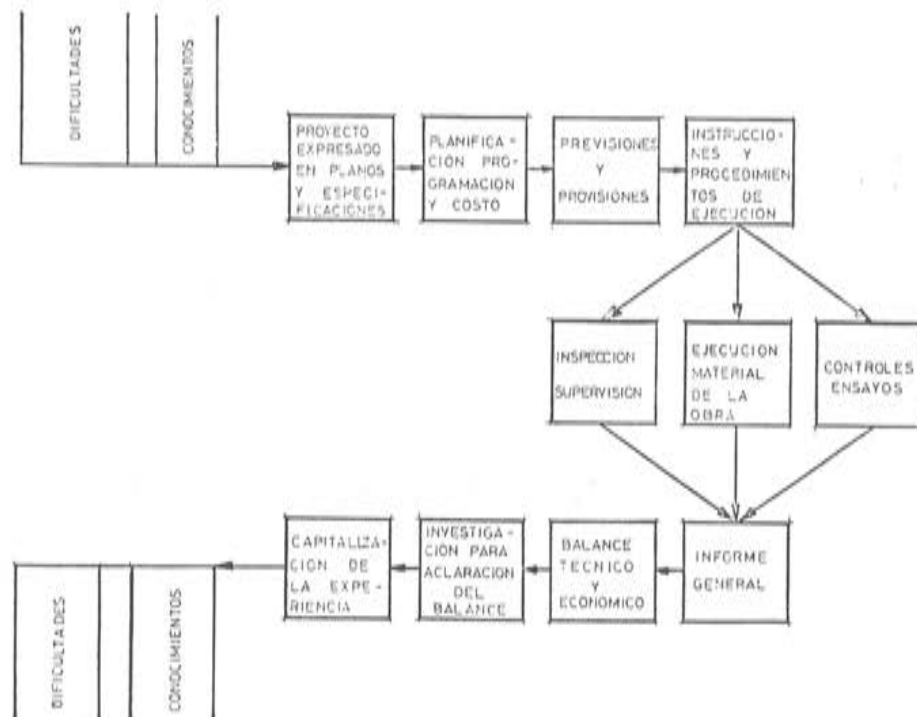 DIFICULTADES
CONOCIMIENTOS
PROYECTO
EXPRESADO
EN PLANOS
Y ESPECI-
FICACIONES
PLANIFICA-
CIÓN PRO-
GRAMACION
Y COSTO
PREVISIONES
Y
PROVISIONES
INSTRUCCIO-
NES Y
PROCEDIMIEN
TOS DE
EJECUCION
INSPECCION
SUPERVISION
EJECUCION
MATERIAL
DE LA
OBRA
CONTROLES
ENSAYOS
CAPITALIZA-
CION DE
LA EXPE-
RIENCIA
INVESTIGA-
CIÓN PARA
ACLARACION
DEL
BALANCE
BALANCE
TECNICO
Y
ECONOMICO
INFORME
GENERAL
DIFICULTADES
CONOCIMIENTOS